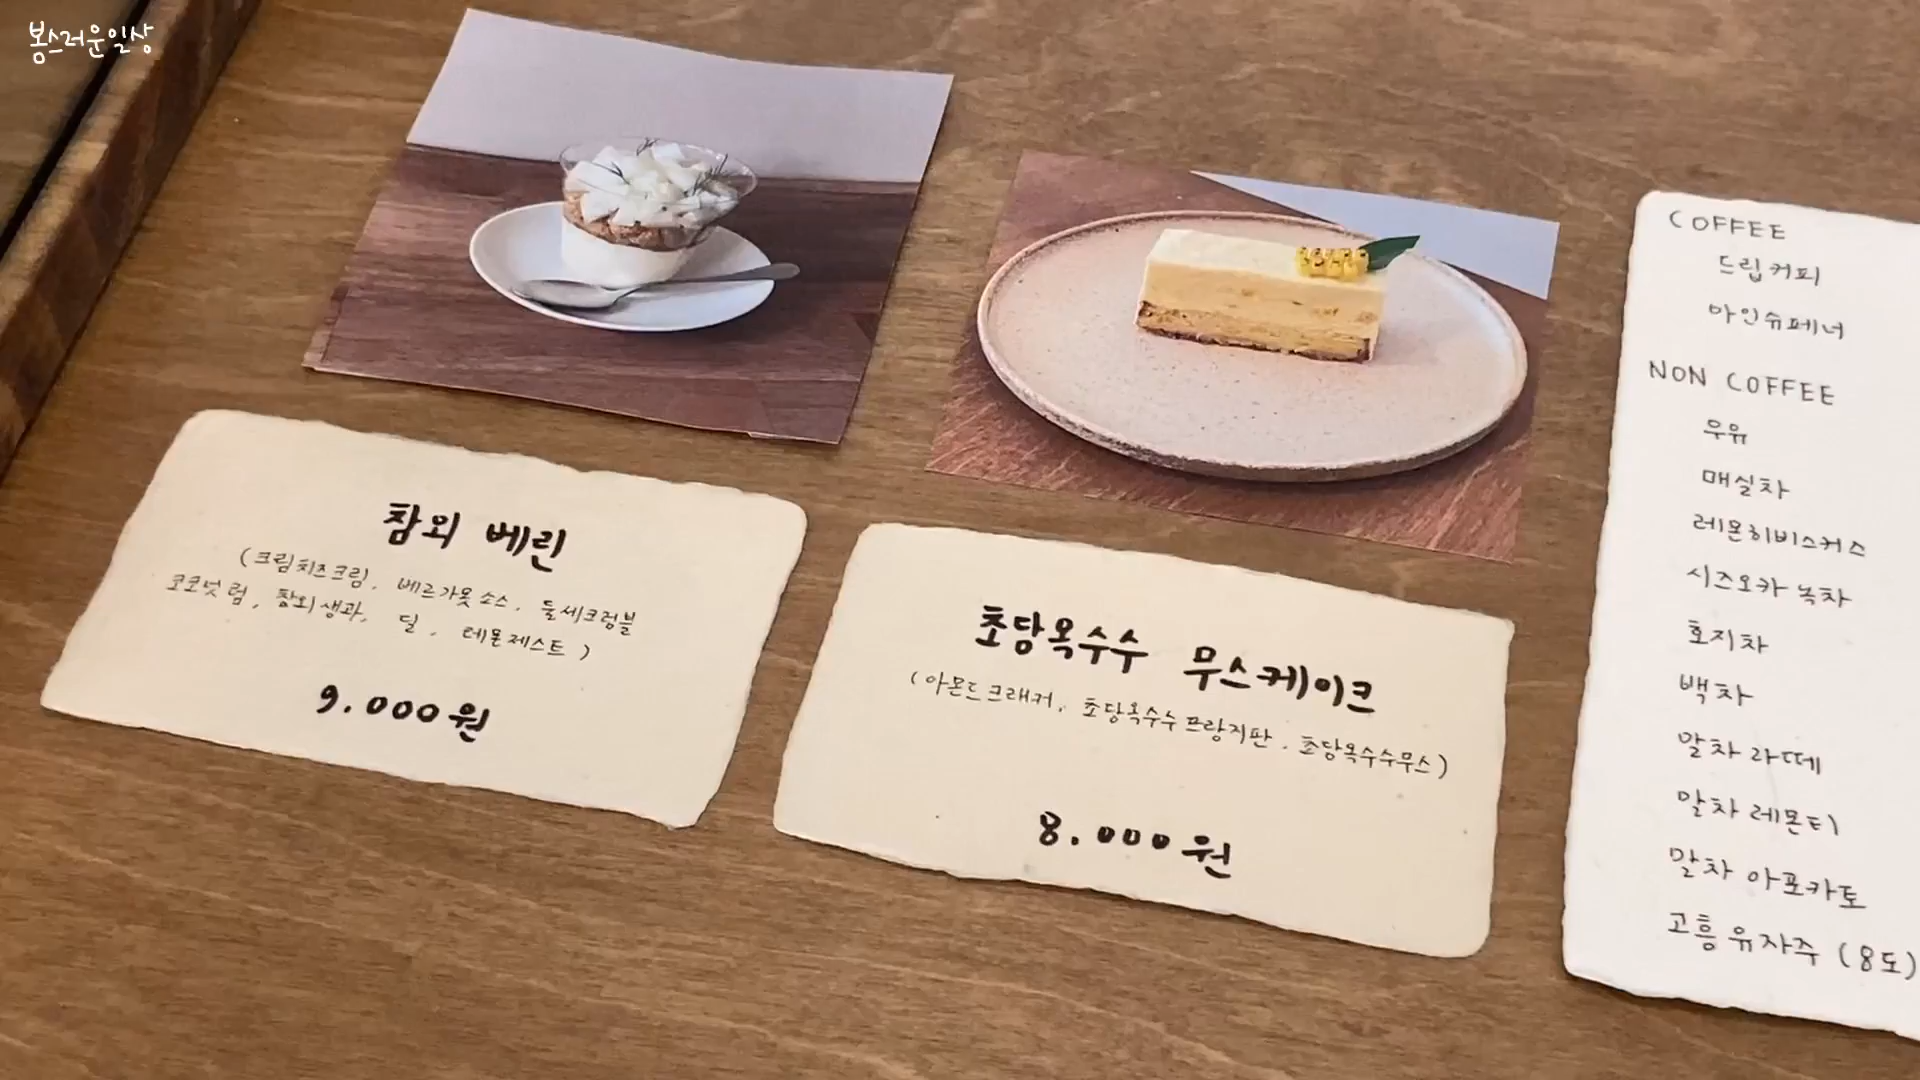 봄스러운일상
참외 베린
(크림치즈크림, 베르가못소스, 둘세크럼블
코코넛 럼, 참외생과, 딜, 레몬제스트)
9.000원
초당옥수수 무스케이크
(아몬드크래커, 초당옥수수프랑지판, 초당옥수수무스)
8.000원
COFFEE
드립커피
아인슈페너
NON COFFEE
우유
매실차
레몬히비스커스
시즈오카 녹차
호지차
백차
말차 라떼
말차 레몬티
말차 아포카토
고흥 유자주 (8도)